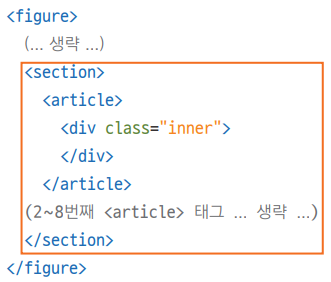 <figure>
(... 생략 ...)
<section>
<article>
<div class="inner">
</div>
</article>
(2~8번째 <article> 태그 ... 생략 ...)
</section>
</figure>